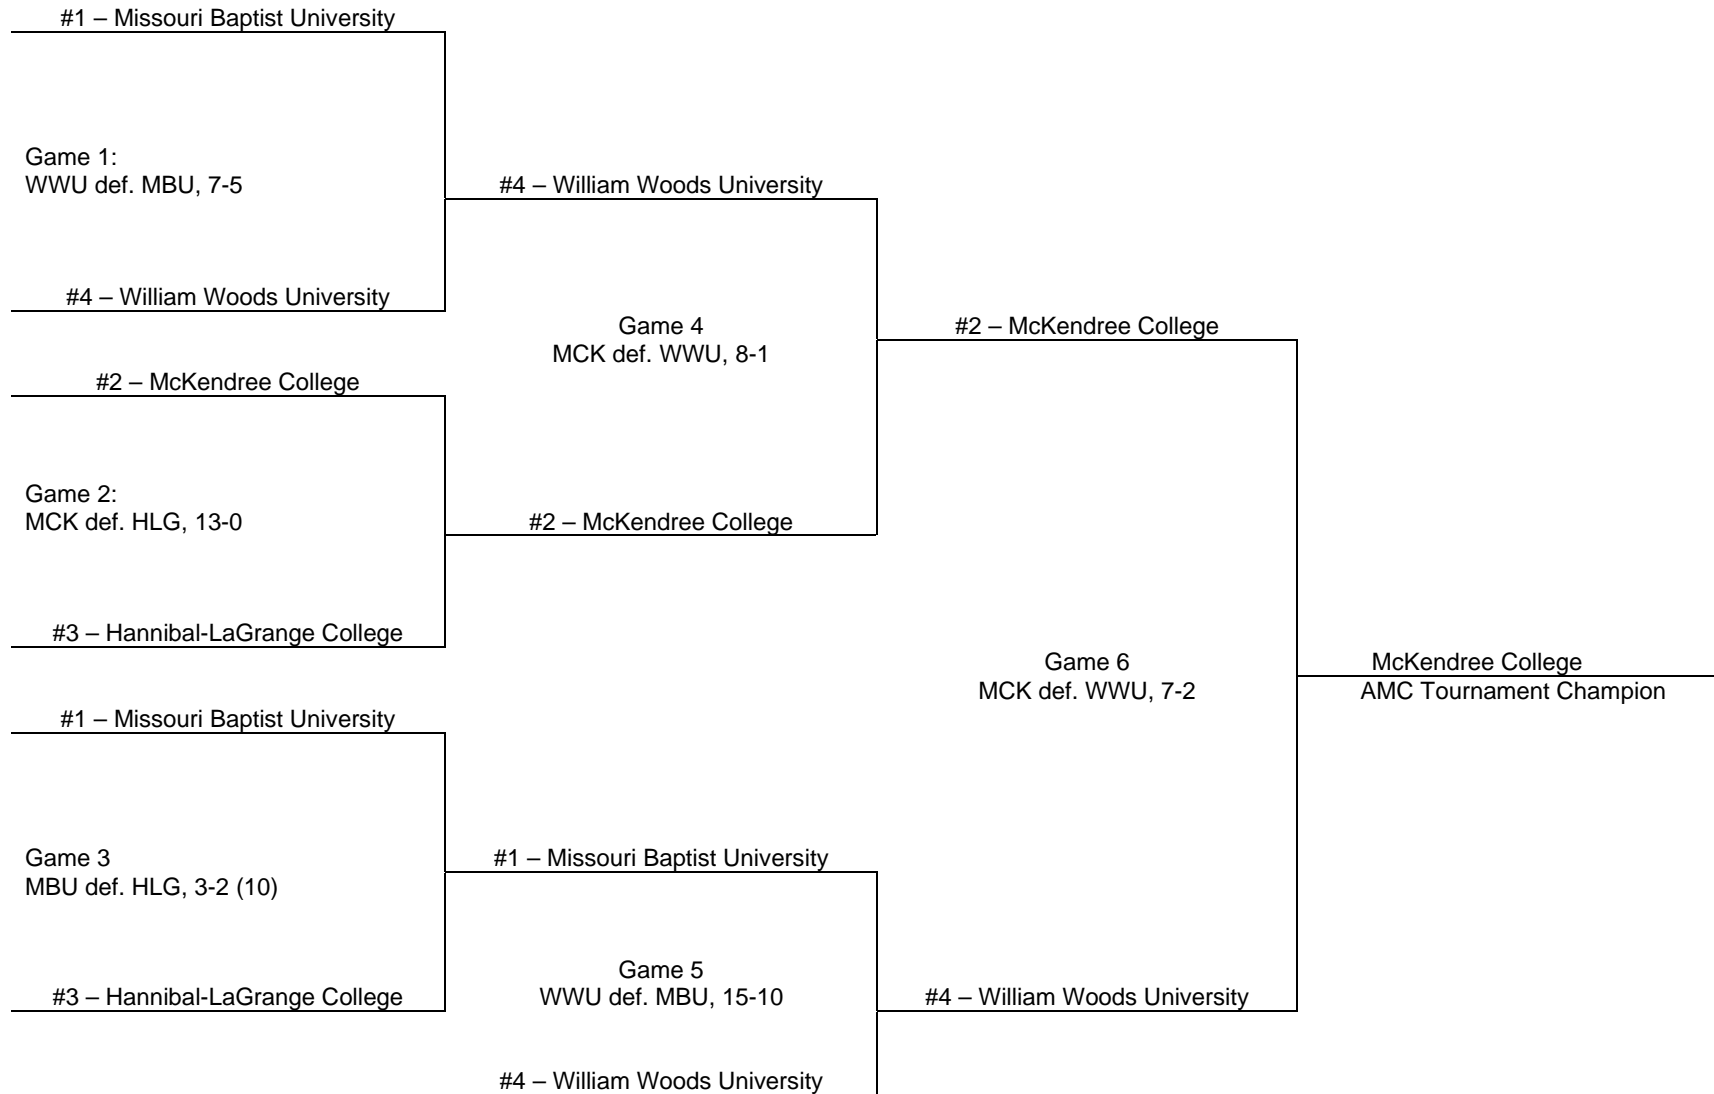 #1 – Missouri Baptist University
Game 1:
WWU def. MBU, 7-5
#4 – William Woods University
#4 – William Woods University
Game 4
MCK def. WWU, 8-1
#2 – McKendree College
#2 – McKendree College
Game 2:
MCK def. HLG, 13-0
#2 – McKendree College
#3 – Hannibal-LaGrange College
Game 6
MCK def. WWU, 7-2
McKendree College
AMC Tournament Champion
#1 – Missouri Baptist University
Game 3
MBU def. HLG, 3-2 (10)
#1 – Missouri Baptist University
#3 – Hannibal-LaGrange College
Game 5
WWU def. MBU, 15-10
#4 – William Woods University
#4 – William Woods University